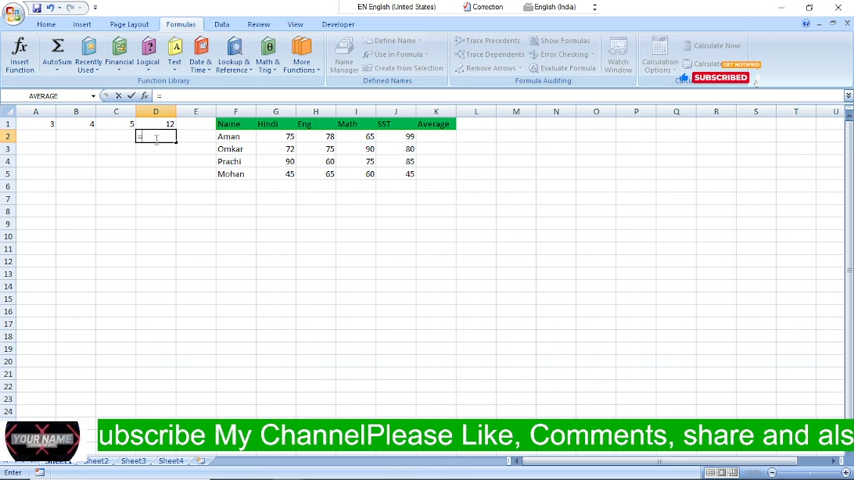 EN English (United States)
Correction
English (India)
Home Insert Page Layout Formulas Data Review View Developer
Insert Function
AutoSum
Recently Used
Financial
Logical
Text
Date & Time
Lookup & Reference
Math & Trig
More Functions
Function Library
Name Manager
Define Name
Use in Formula
Create from Selection
Defined Names
Trace Precedents
Trace Dependents
Remove Arrows
Show Formulas
Error Checking
Evaluate Formula
Formula Auditing
Watch Window
Calculation Options
Calculate Now
GET NOTIFIED
SUBSCRIBED
AVERAGE =
A B C D E F G H I J K L M N O P Q R S T U
1 3 4 5 12 Name Hindi Eng Math SST Average
2 = Aman 75 78 65 99
3 Omkar 72 75 90 80
4 Prachi 90 60 75 85
5 Mohan 45 65 60 45
6
7
8
9
10
11
12
13
14
15
16
17
18
19
20
21
22
23
24
YOUR NAME
ubscribe My ChannelPlease Like, Comments, share and als
Sheet1 Sheet2 Sheet3 Sheet4
Enter
100%